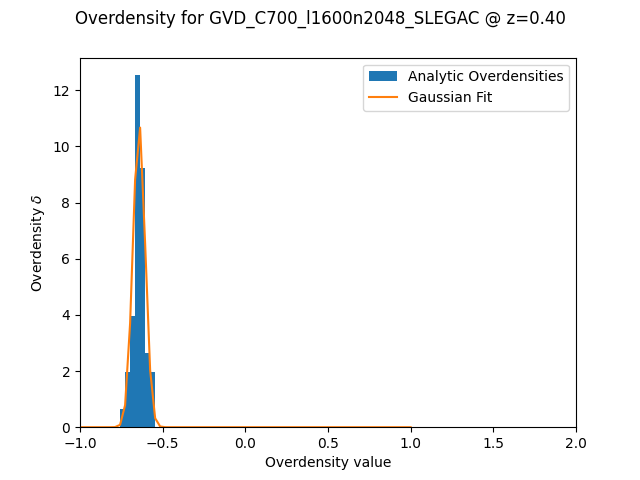 Overdensity for GVD_C700_l1600n2048_SLEGAC @ z=0.40
Analytic Overdensities
Gaussian Fit
Overdensity δ
12
10
8
6
4
2
0
−1.0 −0.5 0.0 0.5 1.0 1.5 2.0
Overdensity value